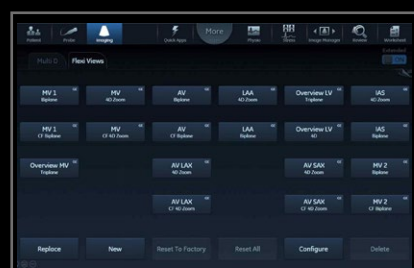 More
Patient Probe Imaging Quick Apps Physio Stress Image Manager Review Worksheet
Extended
Multi D Flexi Views
MV 1 MV AV LAA Overview LV IAS
Biplane 4D Zoom Biplane 4D Zoom Triplane 4D Zoom
MV 1 MV AV LAA Overview LV IAS
CF Biplane CF 4D Zoom CF Biplane Biplane 4D Biplane
Overview MV AV LAX AV SAX MV 2
Triplane 4D Zoom 4D Zoom Biplane
AV LAX AV SAX MV 2
CF 4D Zoom CF 4D Zoom CF Biplane
Replace New Reset To Factory Reset All Configure Delete